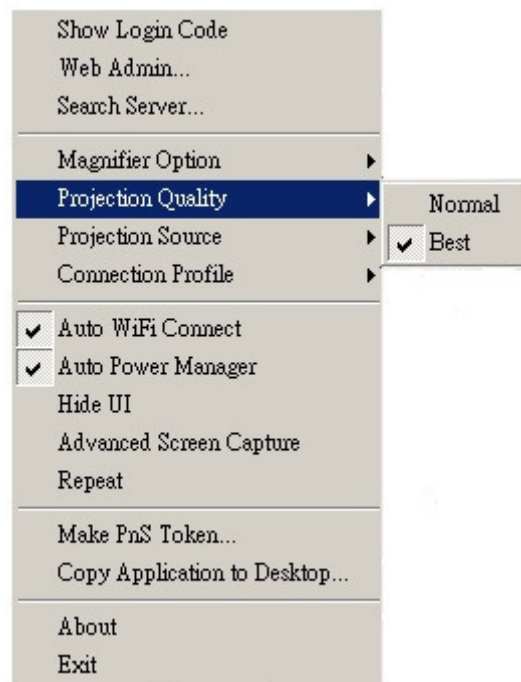 Show Login Code
Web Admin...
Search Server...
Magnifier Option
Projection Quality
Normal
Best
Projection Source
Connection Profile
Auto WiFi Connect
Auto Power Manager
Hide UI
Advanced Screen Capture
Repeat
Make PnS Token...
Copy Application to Desktop...
About
Exit